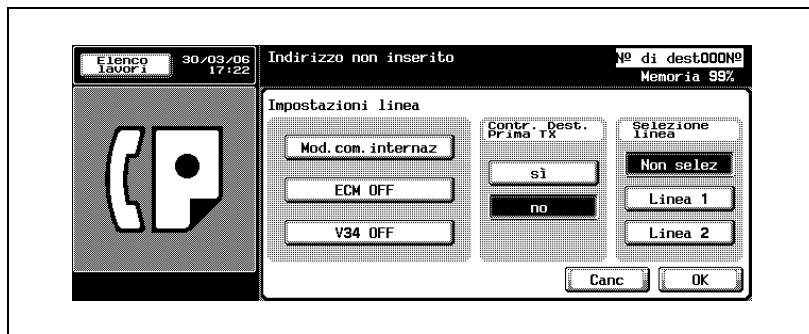 Elenco lavori
30/03/06
17:22
Indirizzo non inserito
Nº di dest000Nº
Memoria 99%
Impostazioni linea
Mod.com.internaz
ECM OFF
V34 OFF
Contr. Dest.
Prima TX
sì
no
Selezione
linea
Non selez
Linea 1
Linea 2
Canc
OK